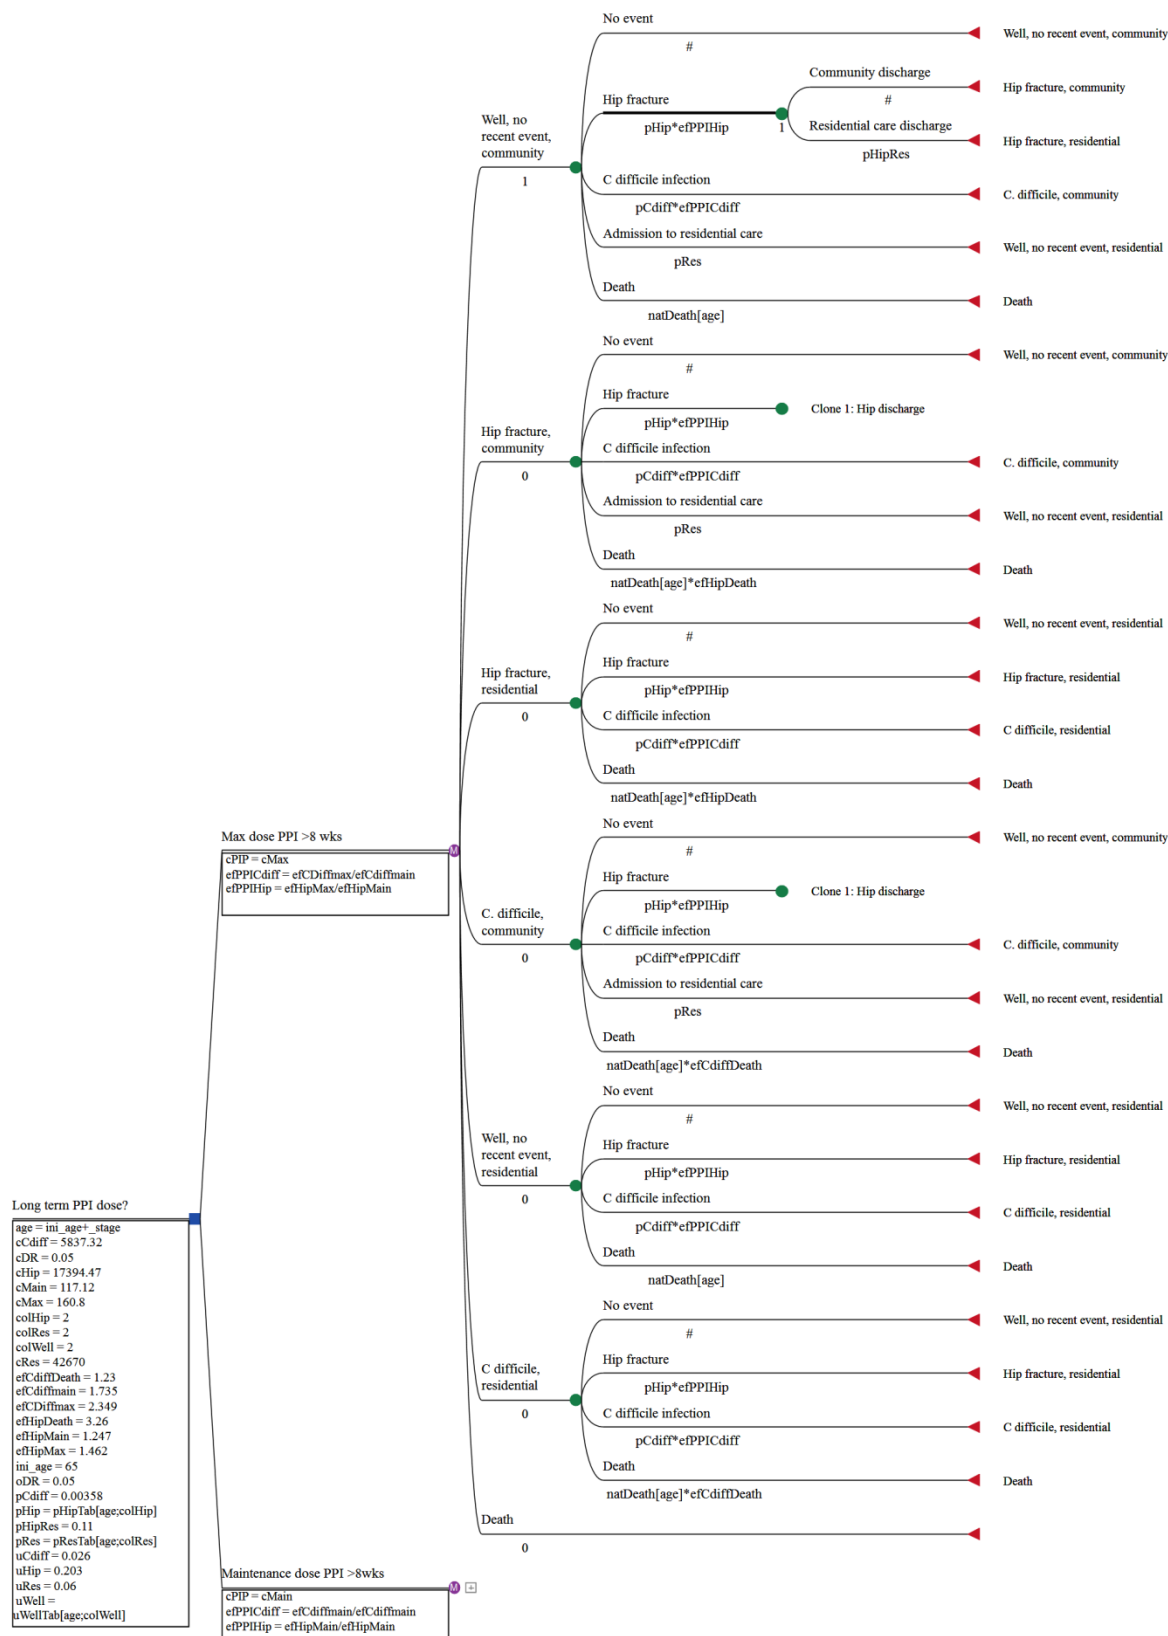 No event
#
Well, no recent event, community
Community discharge
#
Hip fracture, community
Hip fracture
pHip*efPPIHip
1
Residential care discharge
pHipRes
Hip fracture, residential
Well, no
recent event,
community
1
C difficile infection
pCdiff*efPPICdiff
C. difficile, community
Admission to residential care
pRes
Well, no recent event, residential
Death
natDeath[age]
Death
No event
#
Well, no recent event, community
Hip fracture
pHip*efPPIHip
Clone 1: Hip discharge
Hip fracture,
community
0
C difficile infection
pCdiff*efPPICdiff
C. difficile, community
Admission to residential care
pRes
Well, no recent event, residential
Death
natDeath[age]*efHipDeath
Death
No event
#
Well, no recent event, residential
Hip fracture
pHip*efPPIHip
Hip fracture, residential
Hip fracture,
residential
0
C difficile infection
pCdiff*efPPICdiff
C difficile, residential
Death
natDeath[age]*efHipDeath
Death
Max dose PPI >8 wks
M
cPIP = cMax
efPPICdiff = efCDiffmax/efCdiffmain
efPPIHip = efHipMax/efHipMain
No event
#
Well, no recent event, community
Hip fracture
pHip*efPPIHip
Clone 1: Hip discharge
C. difficile,
community
0
C difficile infection
pCdiff*efPPICdiff
C. difficile, community
Admission to residential care
pRes
Well, no recent event, residential
Death
natDeath[age]*efCdiffDeath
Death
No event
#
Well, no recent event, residential
Well, no
recent event,
residential
0
Hip fracture
pHip*efPPIHip
Hip fracture, residential
C difficile infection
pCdiff*efPPICdiff
C difficile, residential
Death
natDeath[age]
Death
No event
#
Well, no recent event, residential
C difficile,
residential
0
Hip fracture
pHip*efPPIHip
Hip fracture, residential
C difficile infection
pCdiff*efPPICdiff
C difficile, residential
Death
natDeath[age]*efCdiffDeath
Death
Death
0
Long term PPI dose?
age = ini_age+_stage
cCdiff = 5837.32
cDR = 0.05
cHip = 17394.47
cMain = 117.12
cMax = 160.8
colHip = 2
colRes = 2
colWell = 2
cRes = 42670
efCdiffDeath = 1.23
efCdiffmain = 1.735
efCDiffmax = 2.349
efHipDeath = 3.26
efHipMain = 1.247
efHipMax = 1.462
ini_age = 65
oDR = 0.05
pCdiff = 0.00358
pHip = pHipTab[age;colHip]
pHipRes = 0.11
pRes = pResTab[age;colRes]
uCdiff = 0.026
uHip = 0.203
uRes = 0.06
uWell =
uWellTab[age;colWell]
Maintenance dose PPI >8wks
M
cPIP = cMain
efPPICdiff = efCdiffmain/efCdiffmain
efPPIHip = efHipMain/efHipMain